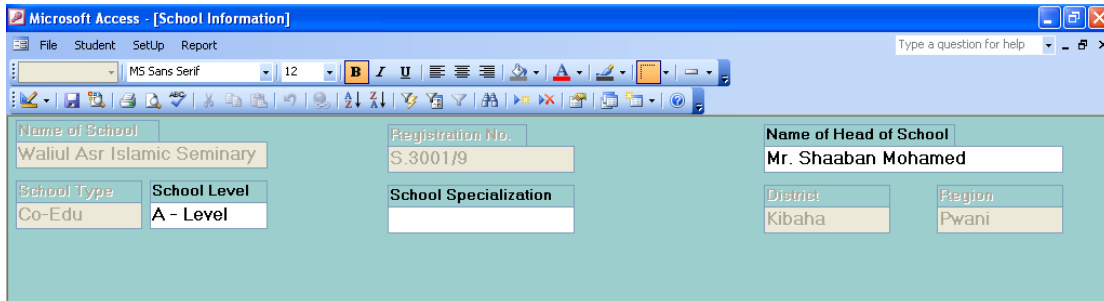 Microsoft Access - [School Information]
File Student SetUp Report Type a question for help
MS Sans Serif 12 B I U A
ABC A Z Z A
Name of School Registration No. Name of Head of School
Waliul Asr Islamic Seminary S.3001/9 Mr. Shaaban Mohamed
School Type School Level School Specialization District Region
Co-Edu A - Level Kibaha Pwani